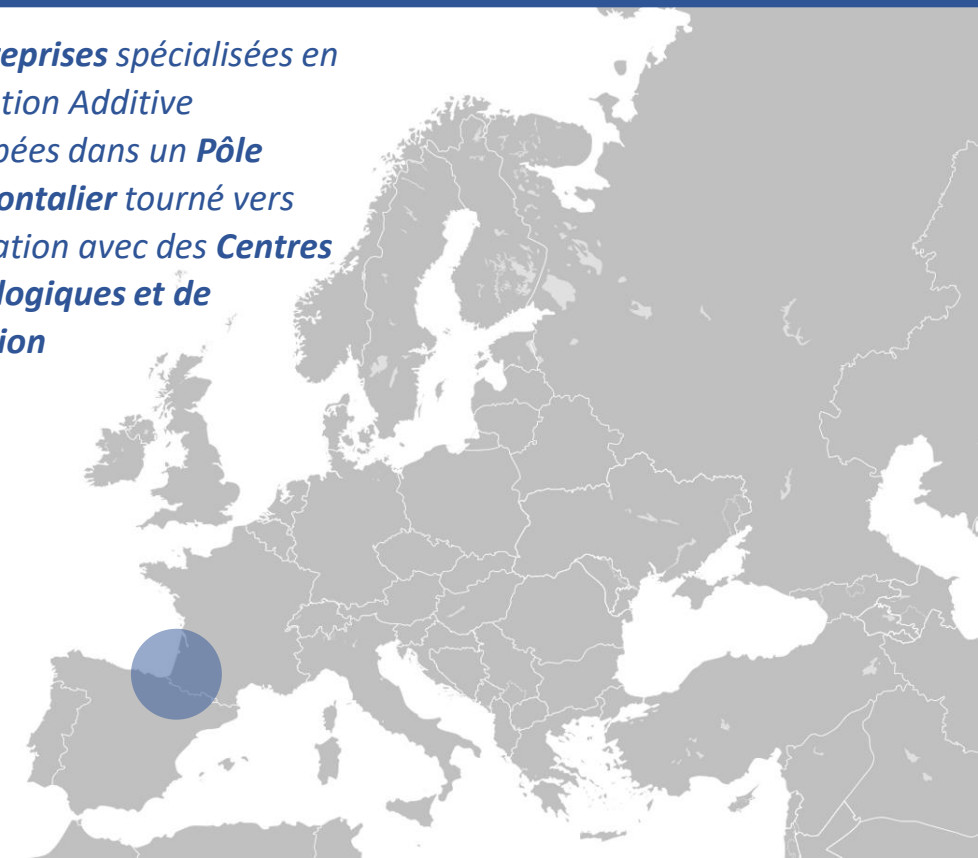 reprises spécialisées en
tion Additive
pées dans un Pôle
ontalier tourné vers
ation avec des Centres
logiques et de
ion